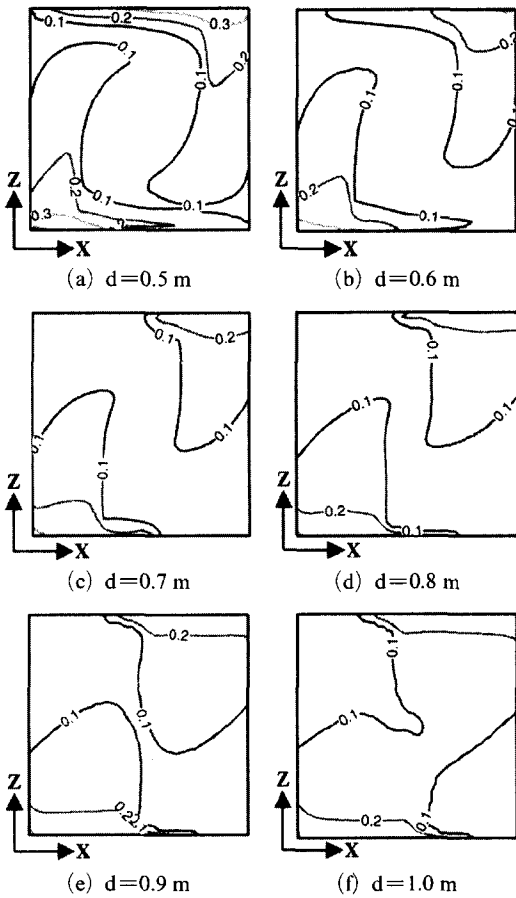 0.1 0.2 0.3
0.1 0.1 0.2
0.2 0.1 0.1
0.3
Z
X
(a) d=0.5 m
0.2
0.1 0.1
0.2 0.1
Z
X
(b) d=0.6 m
0.1 0.2
0.1 0.1
0.1
Z
X
(c) d=0.7 m
0.1
0.1 0.1
0.2 0.1
Z
X
(d) d=0.8 m
0.2
0.1 0.1
0.2
Z
X
(e) d=0.9 m
0.1 0.2
0.1
0.2 0.1
Z
X
(f) d=1.0 m